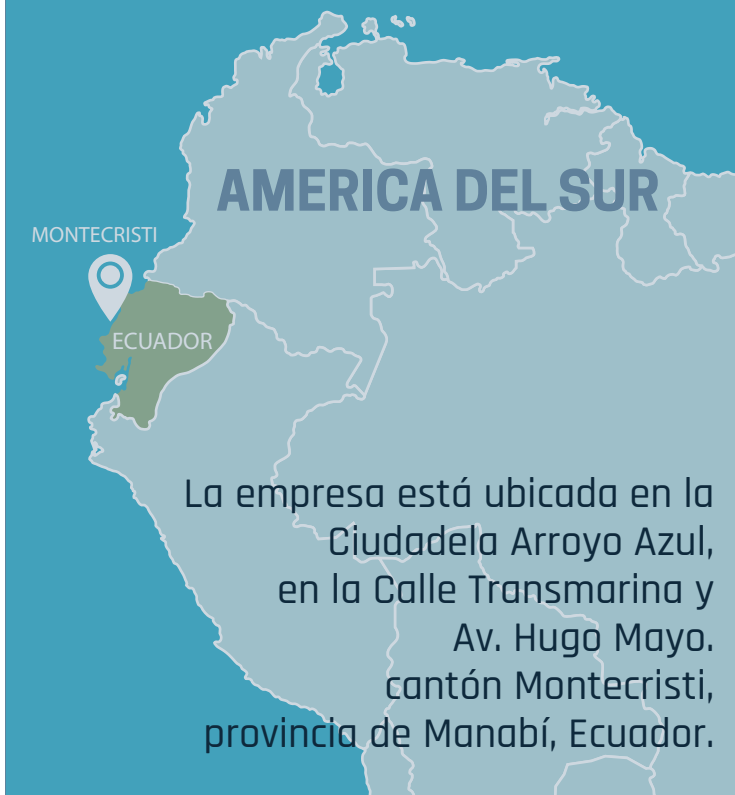 AMERICA DEL SUR
MONTECRISTI
ECUADOR
La empresa está ubicada en la
Ciudadela Arroyo Azul,
en la Calle Transmarina y
Av. Hugo Mayo.
cantón Montecristi,
provincia de Manabí, Ecuador.